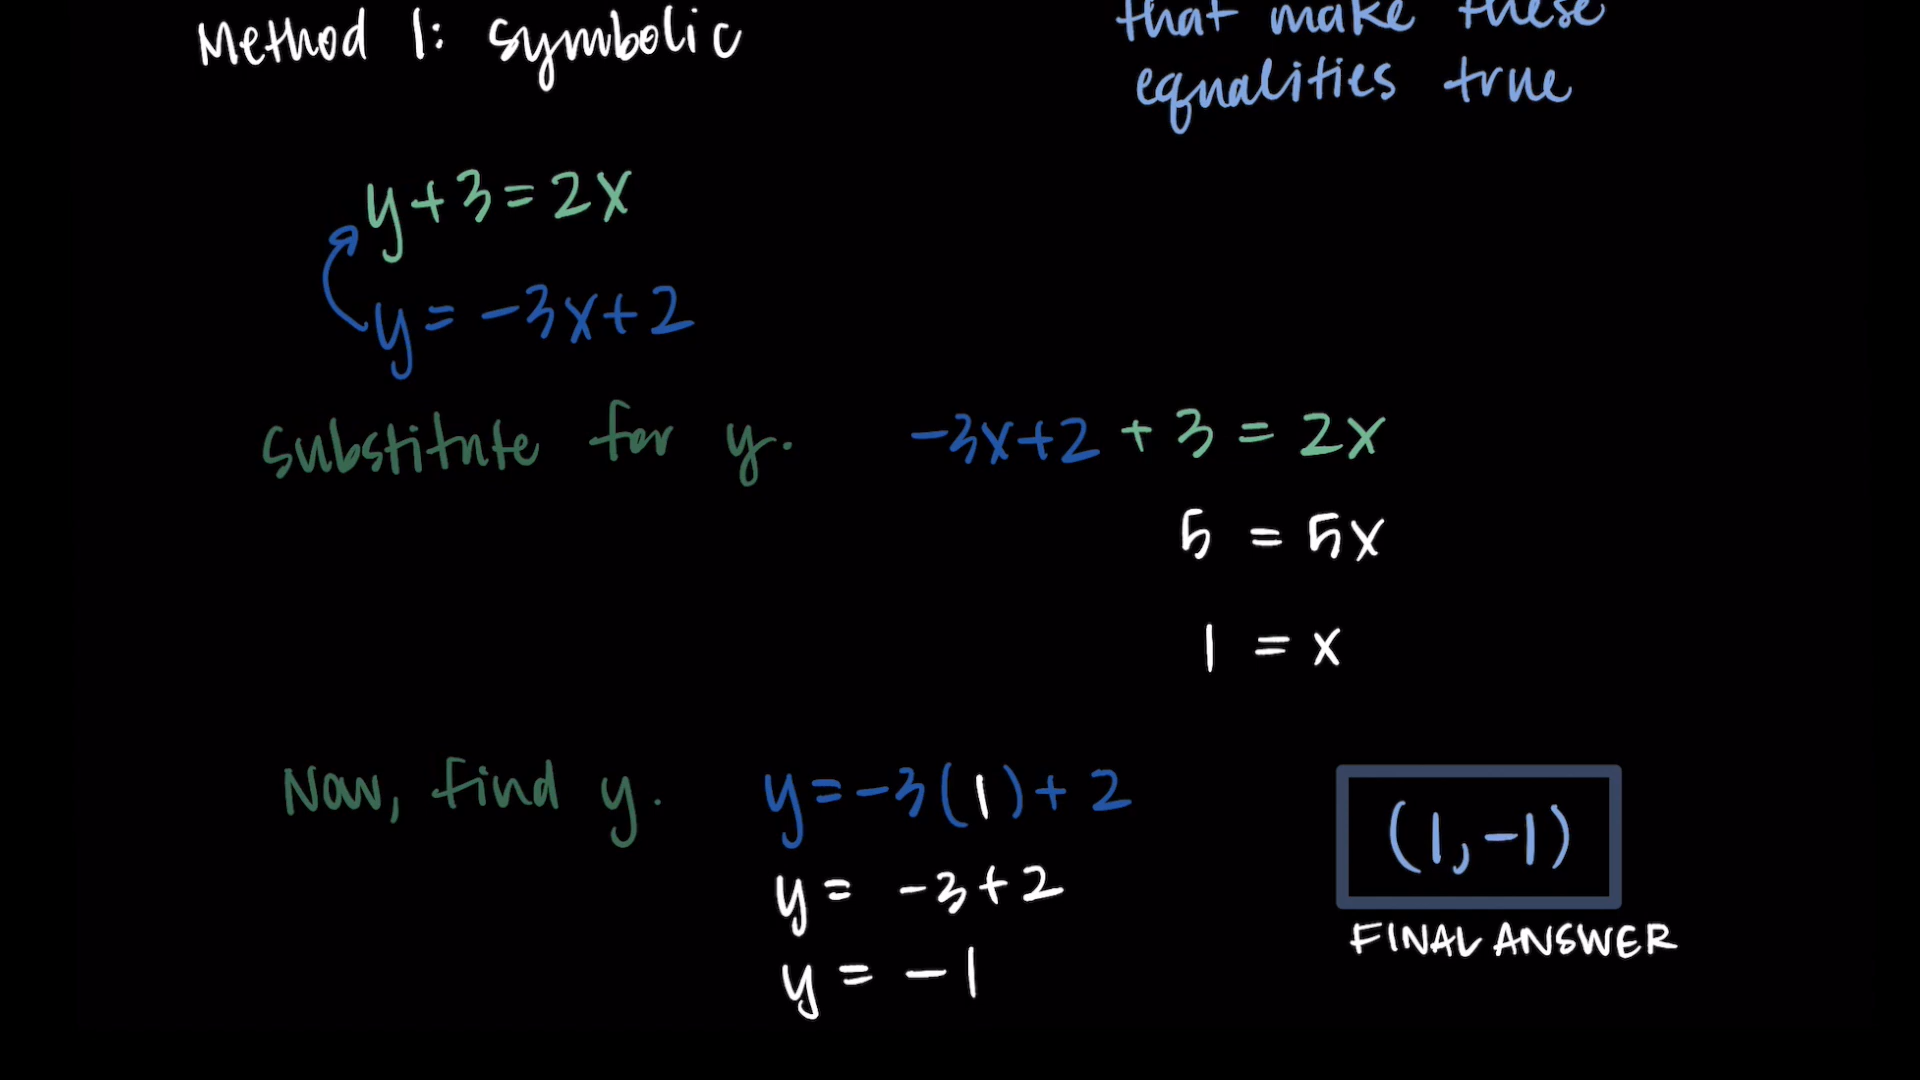 Method 1: symbolic
that make these
equalities true
y+3=2x
y= -3x+2
Substitute for y.
-3x+2 + 3 = 2x
5 = 5x
1 = x
Now, find y.
y=-3(1)+2
y= -3+2
y= -1
(1,-1)
FINAL ANSWER